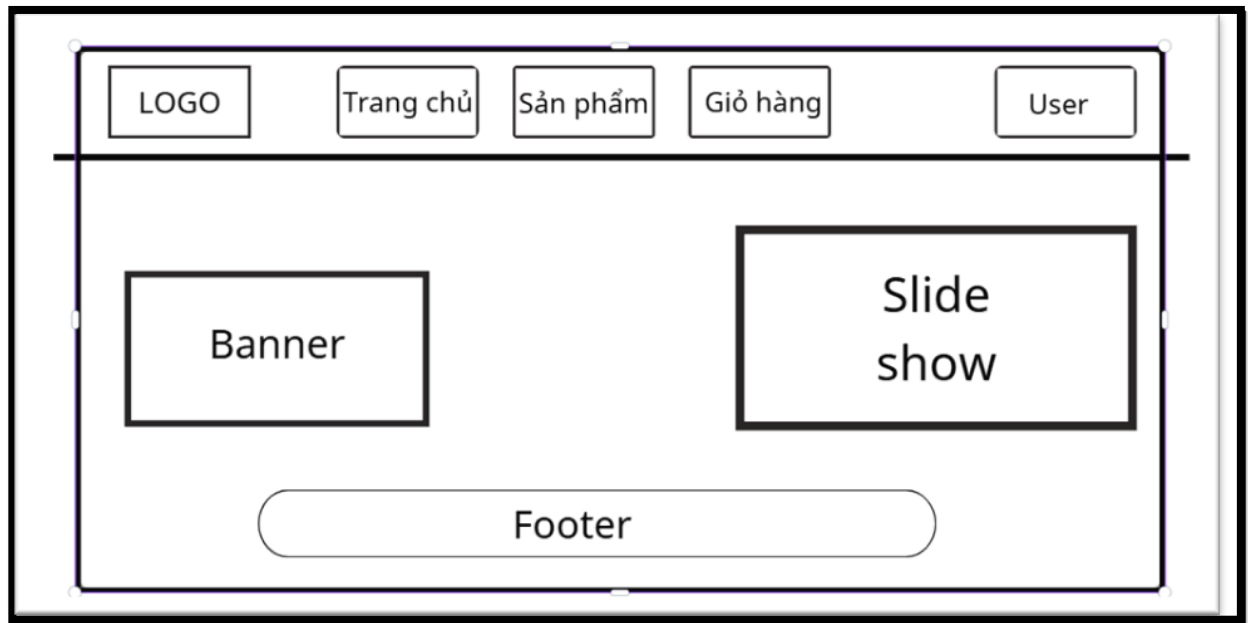 LOGO
Trang chủ
Sản phẩm
Giỏ hàng
User
Banner
Slide
show
Footer